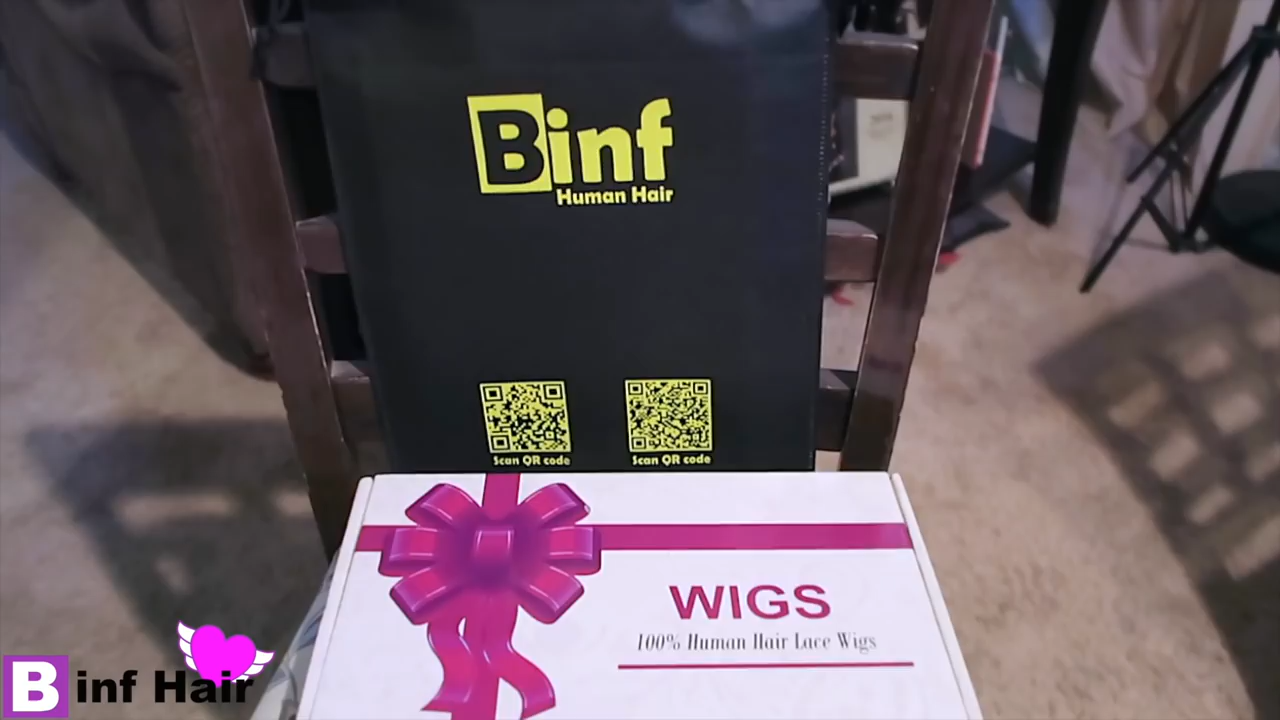 Binf
Human Hair
Scan QR code
Scan QR code
WIGS
100% Human Hair Lace Wigs
Binf Hair